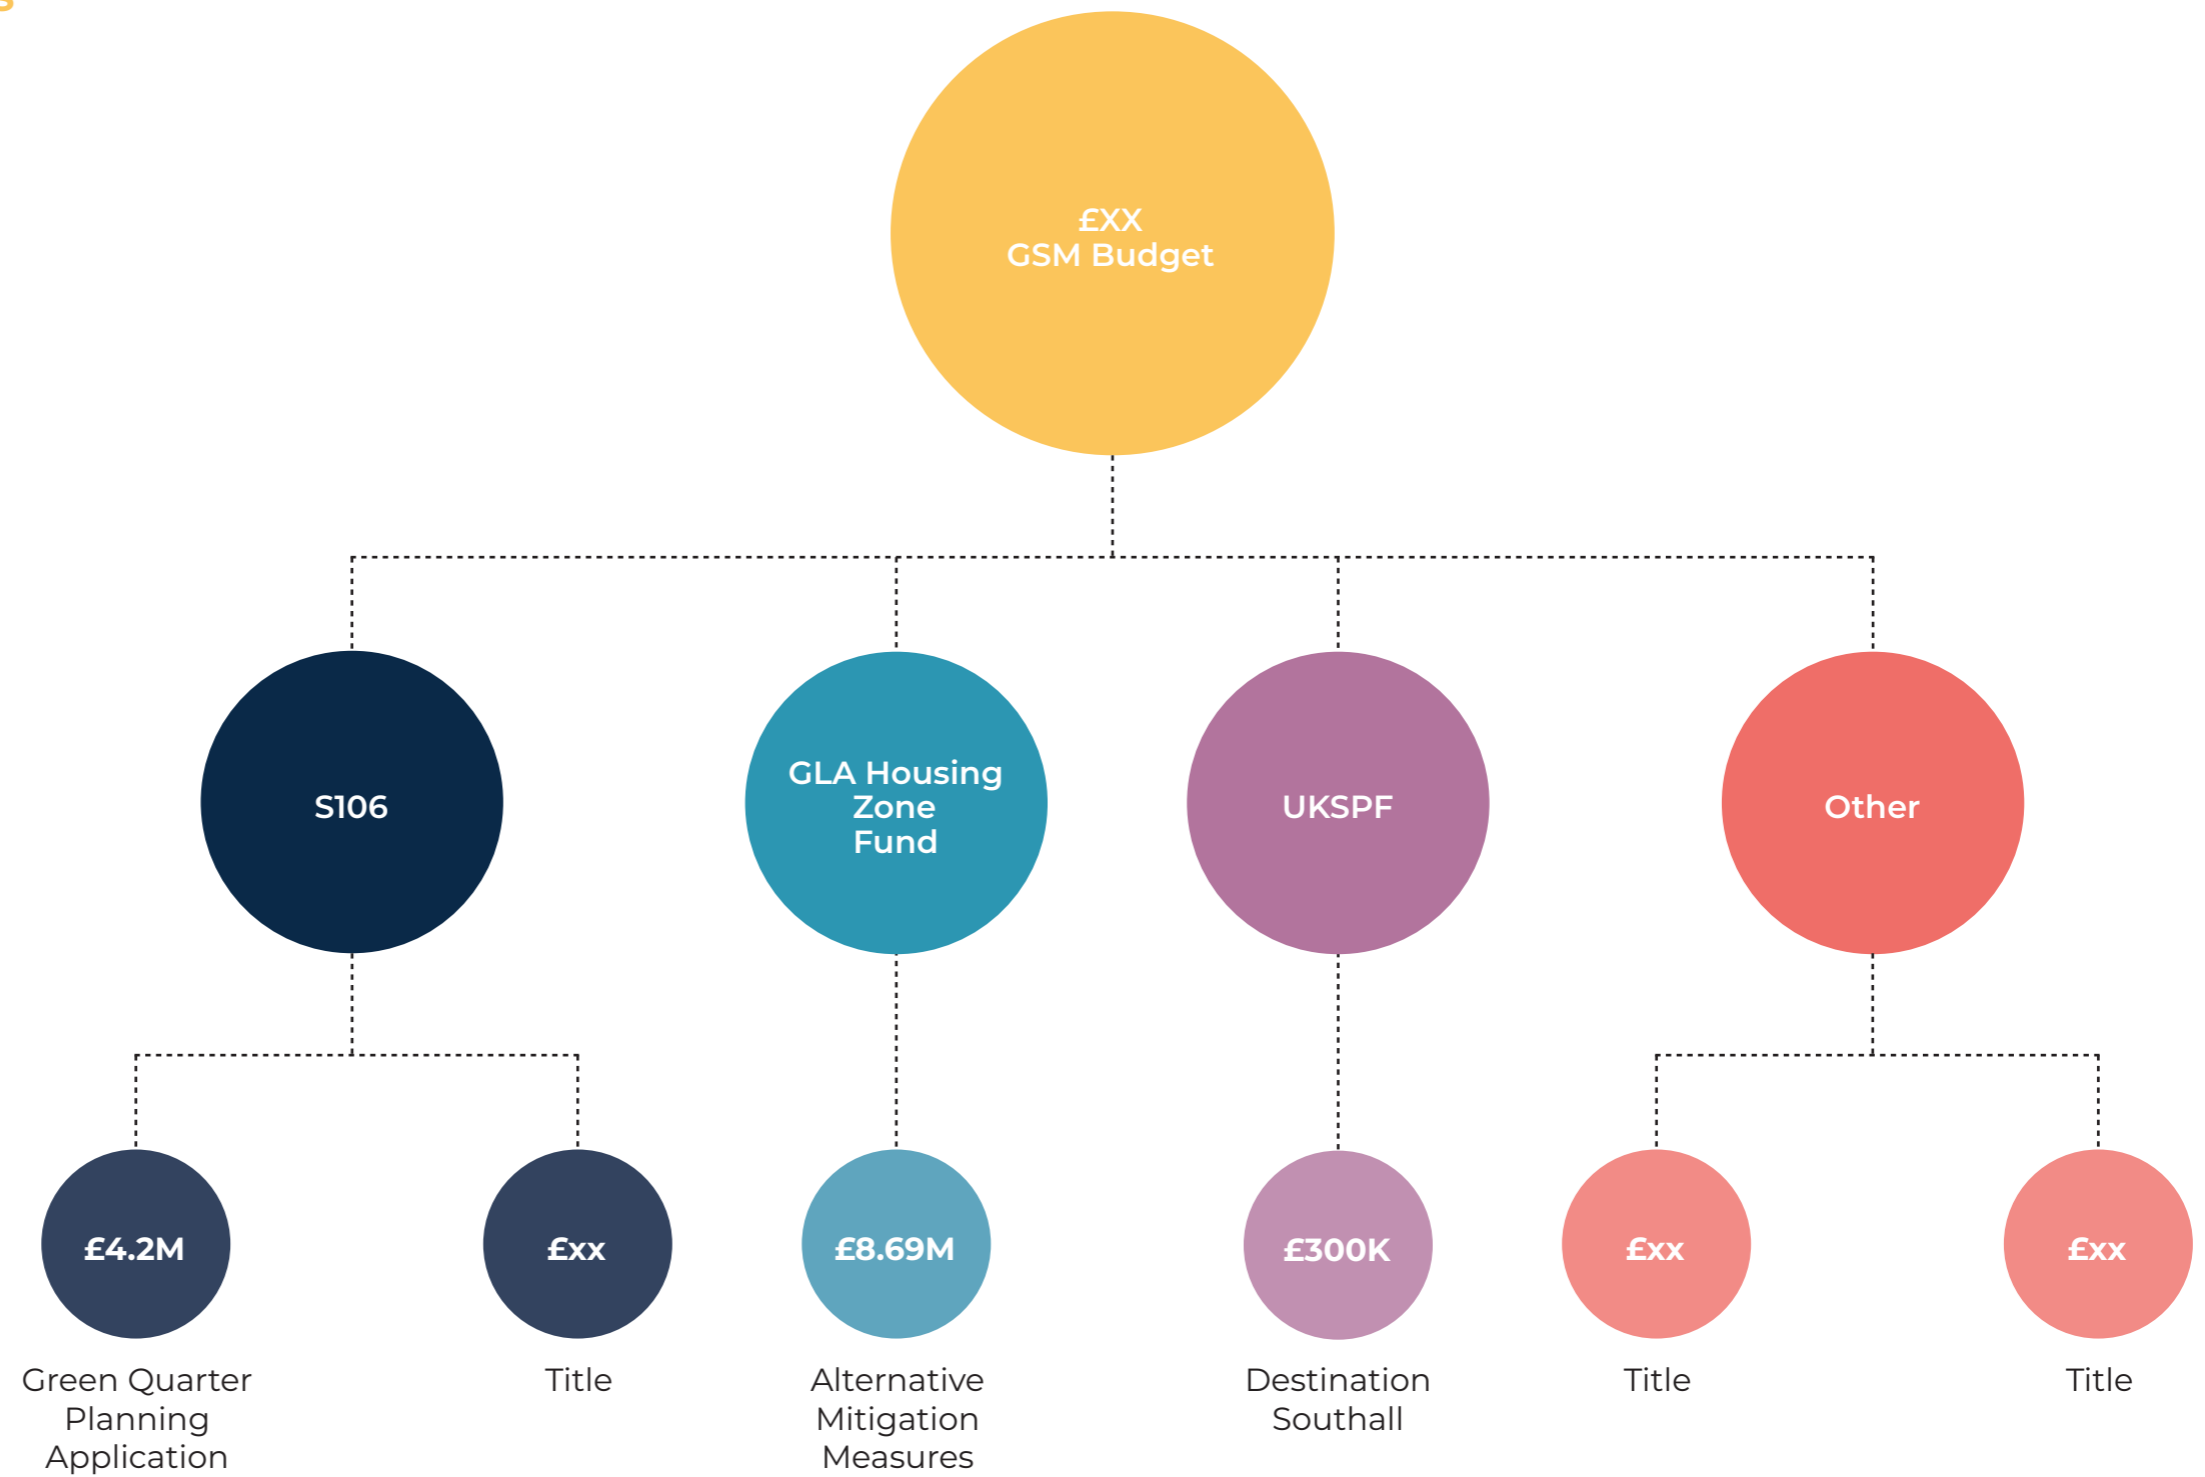 £XX
GSM Budget
S106
GLA Housing
Zone
Fund
UKSPF
Other
£4.2M
£xx
£8.69M
£300K
£xx
£xx
Green Quarter
Planning
Application
Title
Alternative
Mitigation
Measures
Destination
Southall
Title
Title